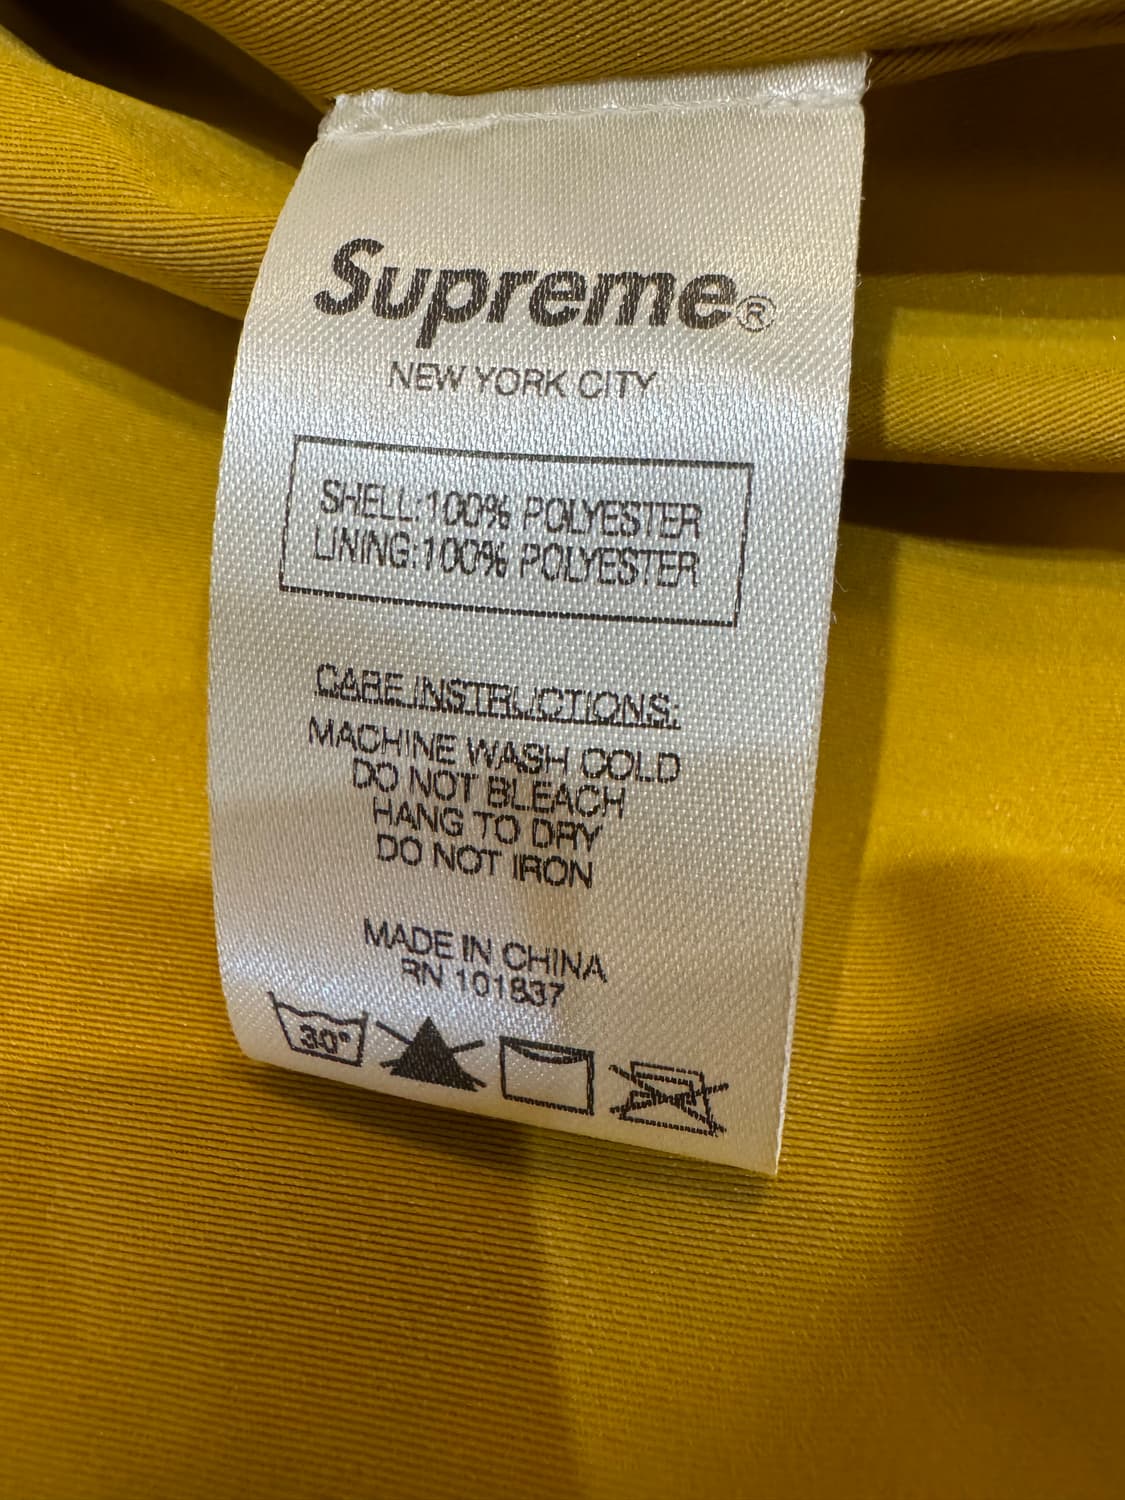 Supreme®
NEW YORK CITY
SHELL:100% POLYESTER
LINING:100% POLYESTER
CARE INSTRUCTIONS:
MACHINE WASH COLD
DO NOT BLEACH
HANG TO DRY
DO NOT IRON
MADE IN CHINA
RN 101837
30°